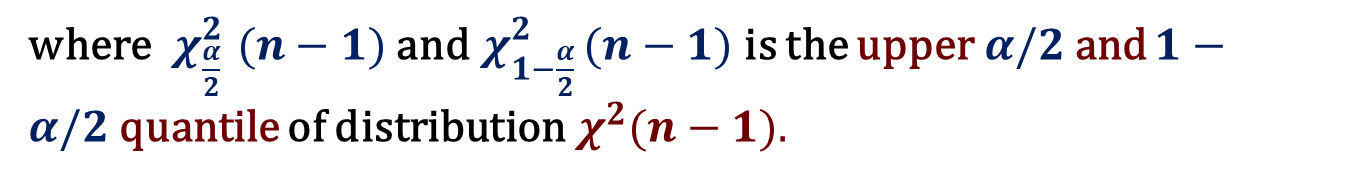 where χ²_{α/2} (n − 1) and χ²_{1−α/2} (n − 1) is the upper α/2 and 1 −
α/2 quantile of distribution χ²(n − 1).